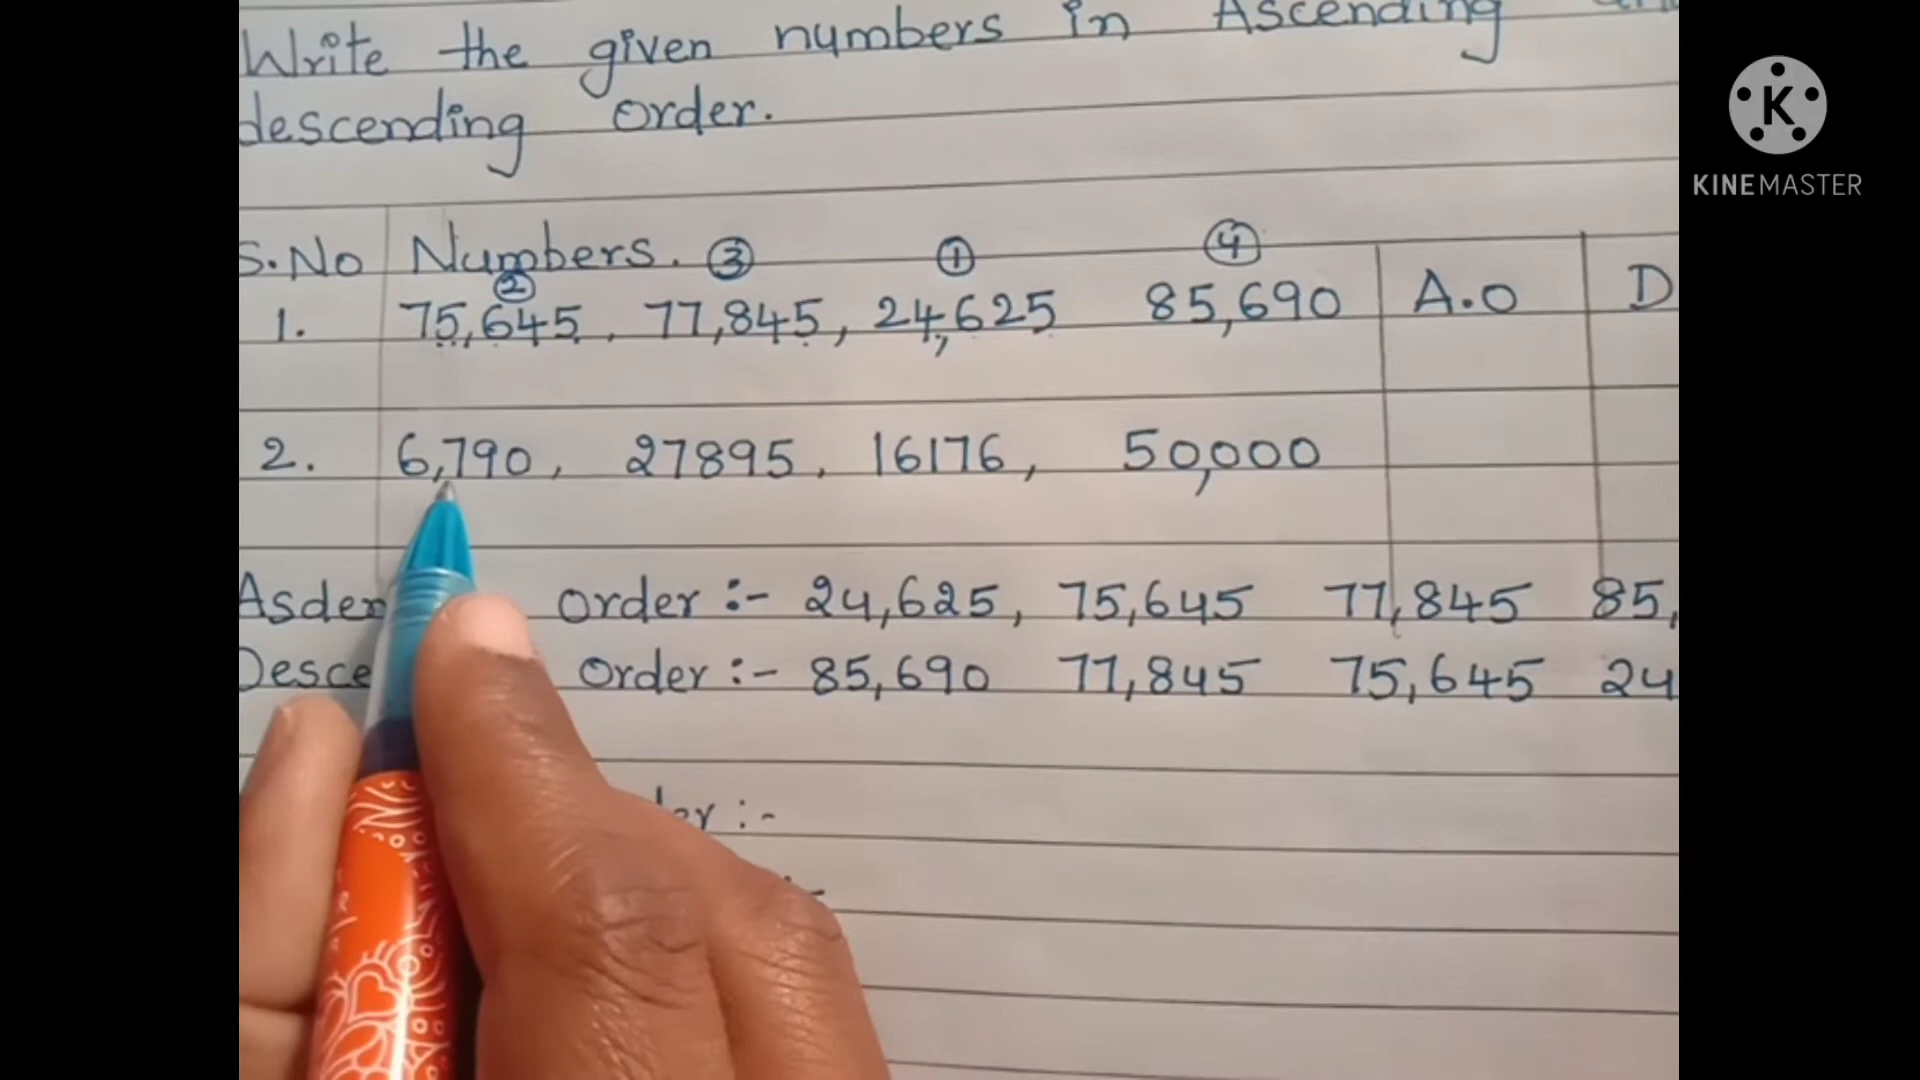 Write the given numbers in Ascending
descending order.
S.No Numbers. ③ ① ④ A.O D
②
1. 75,645, 77,845, 24,625 85,690
2. 6,790, 27895, 16176, 50,000
Asden order :- 24,625, 75,645 77,845 85,
Desce order :- 85,690 77,845 75,645 24
:-
K
KINEMASTER